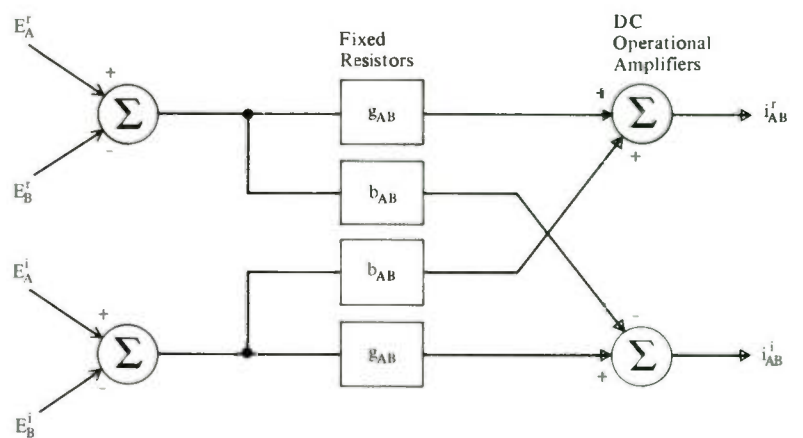 E_A^r
DC
Operational
Amplifiers
Fixed
Resistors
+
Σ
-
E_B^r
g_AB
+
Σ
+
i_AB^r
b_AB
b_AB
E_A^i
+
Σ
-
E_B^i
g_AB
-
Σ
+
i_AB^i